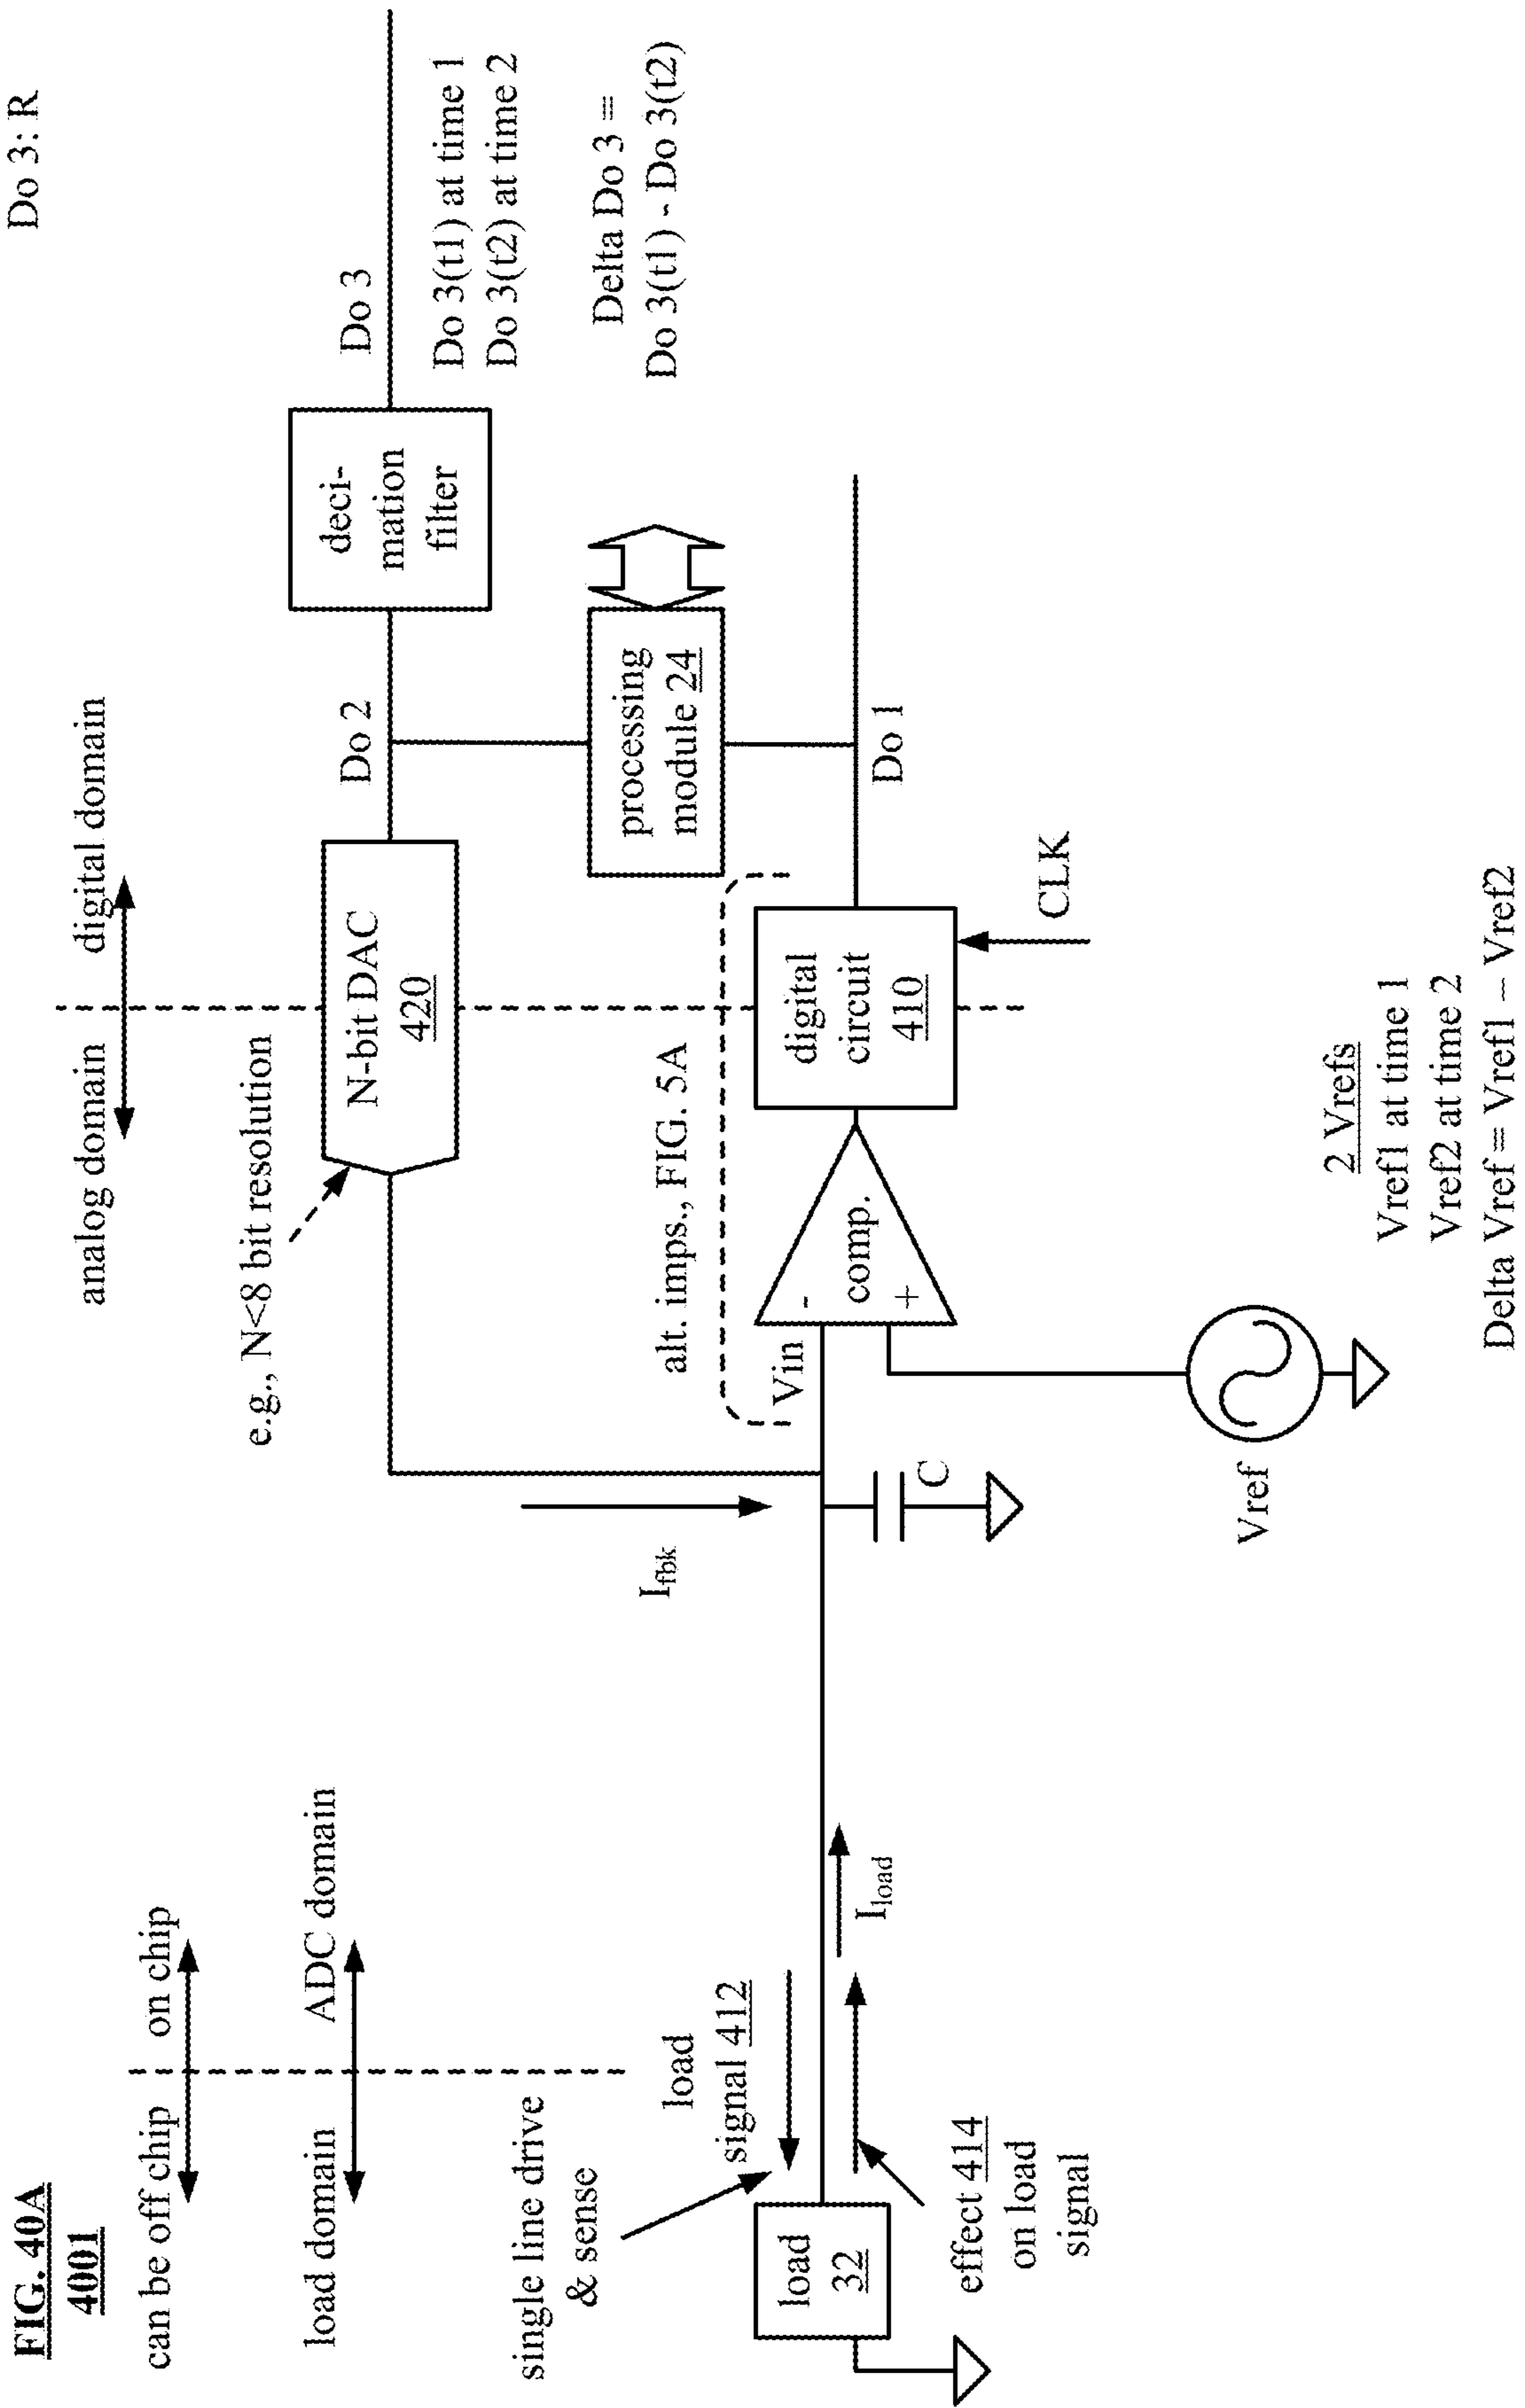 FIG. 40A
4001
can be off chip
on chip
load domain
ADC domain
analog domain
digital domain
Do 3: R
e.g., N<8 bit resolution
N-bit DAC
420
Do 2
deci-
mation
filter
Do 3
Do 3(t1) at time 1
Do 3(t2) at time 2
Delta Do 3 =
Do 3(t1) - Do 3(t2)
single line drive
& sense
load
signal 412
Ifbk
alt. imps., FIG. 5A
processing
module 24
load
32
Iload
effect 414
on load
signal
C
Vin
-
+
comp.
digital
circuit
410
Do 1
CLK
Vref
2 Vrefs
Vref1 at time 1
Vref2 at time 2
Delta Vref = Vref1 – Vref2